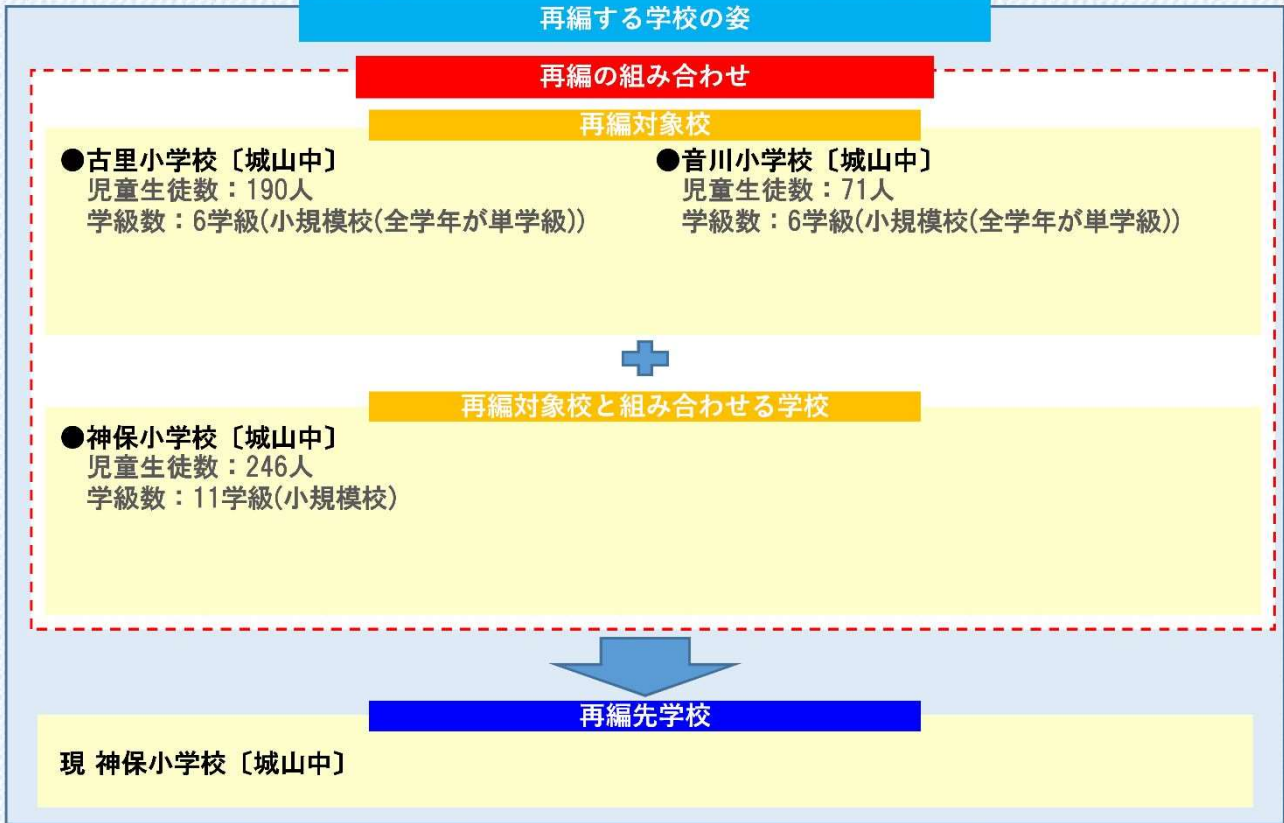 再編する学校の姿
再編の組み合わせ
再編対象校
●古里小学校〔城山中〕
児童生徒数：190人
学級数：6学級(小規模校(全学年が単学級))
●音川小学校〔城山中〕
児童生徒数：71人
学級数：6学級(小規模校(全学年が単学級))
再編対象校と組み合わせる学校
●神保小学校〔城山中〕
児童生徒数：246人
学級数：11学級(小規模校)
再編先学校
現 神保小学校〔城山中〕